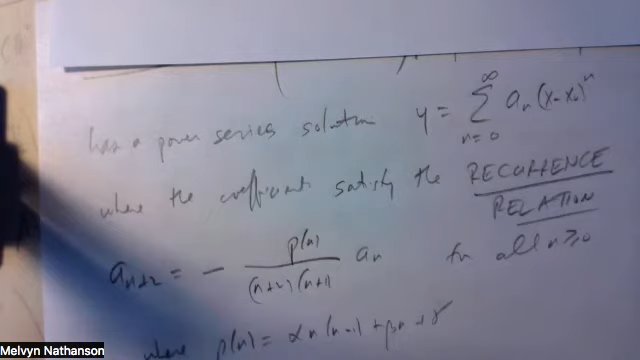 has a power series solution y = ∑_{n=0}^{∞} a_n (x-x_0)^n
where the coefficients satisfy the RECURRENCE
RELATION
a_{n+2} = - p(n) / (n+2)(n+1) a_n for all n ≥ 0
where p(n) = αn(n-1) + βn + γ
Melvyn Nathanson